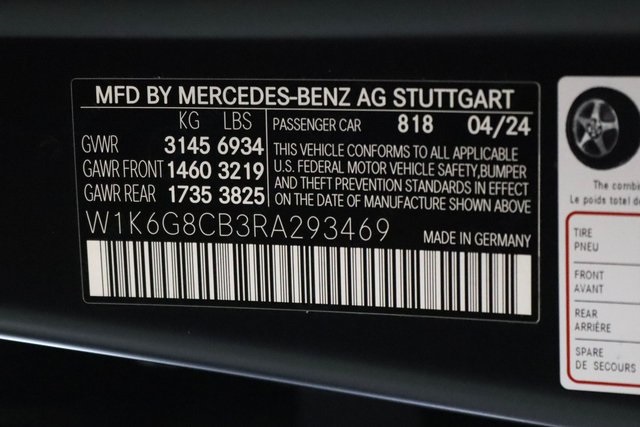 MFD BY MERCEDES-BENZ AG STUTTGART
KG LBS
PASSENGER CAR 818 04/24
GVWR 3145 6934
GAWR FRONT 1460 3219
GAWR REAR 1735 3825
THIS VEHICLE CONFORMS TO ALL APPLICABLE
U.S. FEDERAL MOTOR VEHICLE SAFETY,BUMPER
AND THEFT PREVENTION STANDARDS IN EFFECT
ON THE DATE OF MANUFACTURE SHOWN ABOVE
W1K6G8CB3RA293469
MADE IN GERMANY
The combi
Le poids total de
TIRE
PNEU
FRONT
AVANT
REAR
ARRIÈRE
SPARE
DE SECOURS